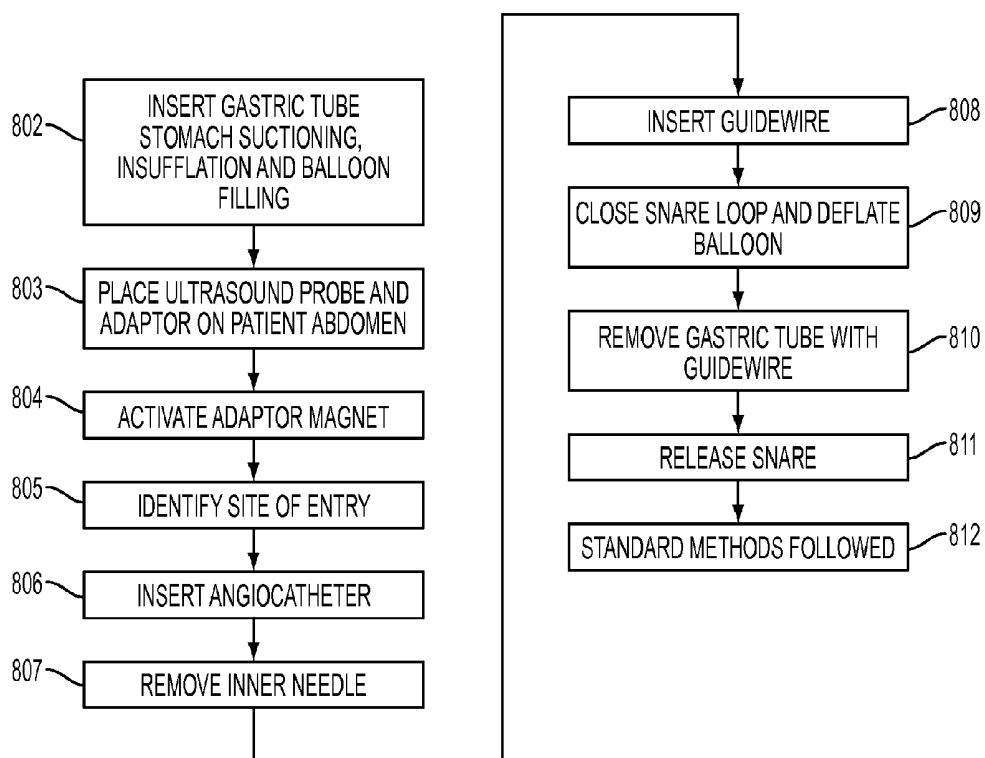 802
INSERT GASTRIC TUBE
STOMACH SUCTIONING,
INSUFFLATION AND BALLOON
FILLING
803
PLACE ULTRASOUND PROBE AND
ADAPTOR ON PATIENT ABDOMEN
804
ACTIVATE ADAPTOR MAGNET
805
IDENTIFY SITE OF ENTRY
806
INSERT ANGIOCATHETER
807
REMOVE INNER NEEDLE
INSERT GUIDEWIRE
808
CLOSE SNARE LOOP AND DEFLATE
BALLOON
809
REMOVE GASTRIC TUBE WITH
GUIDEWIRE
810
RELEASE SNARE
811
STANDARD METHODS FOLLOWED
812